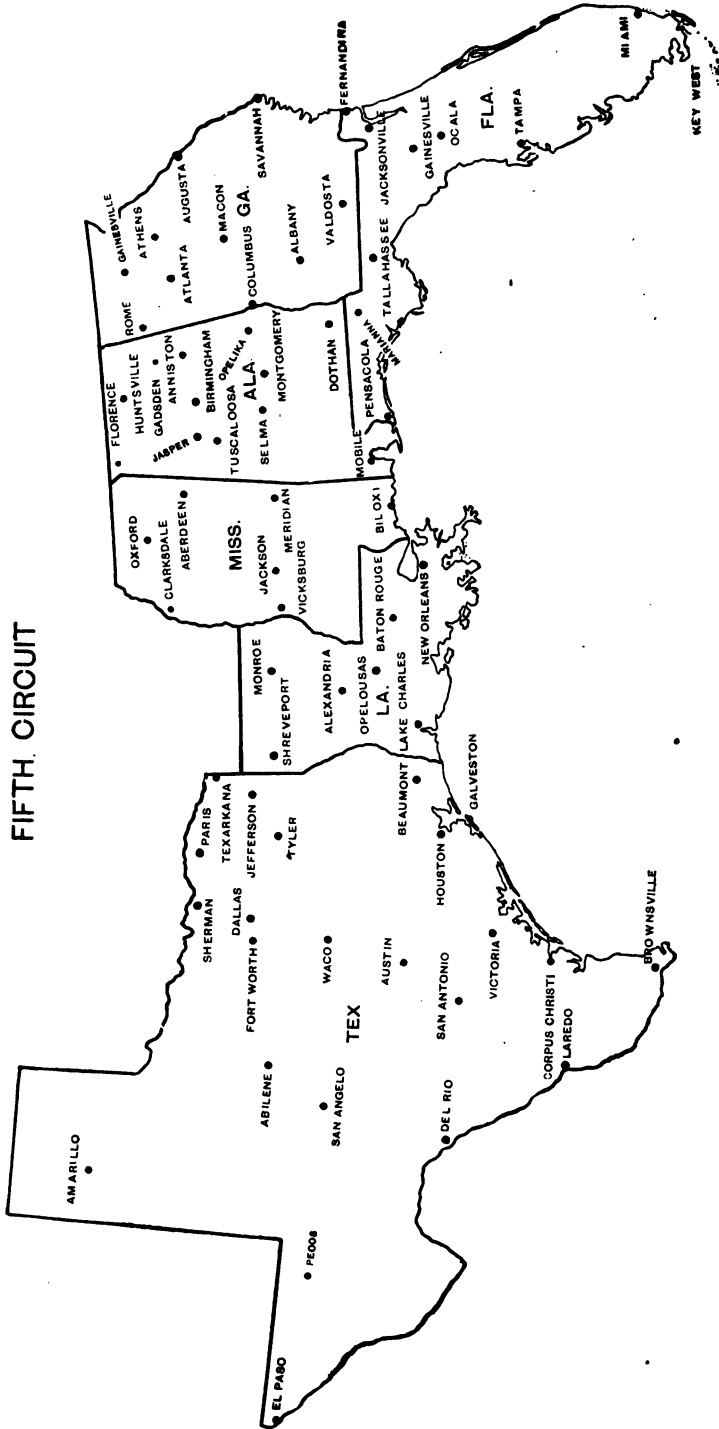 FIFTH CIRCUIT
AMARILLO
EL PASO
PECOS
ABILENE
SAN ANGELO
DEL RIO
TEX
SHERMAN
PARIS
TEXARKANA
DALLAS
JEFFERSON
FORT WORTH
TYLER
WACO
AUSTIN
SAN ANTONIO
VICTORIA
HOUSTON
BEAUMONT
GALVESTON
CORPUS CHRISTI
LAREDO
BROWNSVILLE
MONROE
SHREVEPORT
ALEXANDRIA
OPELOUSAS
LA.
BATON ROUGE
LAKE CHARLES
NEW ORLEANS
OXFORD
CLARKSDALE
ABERDEEN
MISS.
JACKSON
MERIDIAN
VICKSBURG
BILOXI
FLORENCE
HUNTSVILLE
GADSDEN
ANNISTON
JASPER
BIRMINGHAM
TUSCALOOSA
OPELIKA
ALA.
SELMA
MONTGOMERY
DOTHAN
MOBILE
ROME
GAINESVILLE
ATHENS
ATLANTA
AUGUSTA
MACON
COLUMBUS
GA.
SAVANNAH
ALBANY
VALDOSTA
PENSACOLA
MARIANNA
TALLAHASSEE
JACKSONVILLE
FERNANDIRA
GAINESVILLE
OCALA
FLA.
TAMPA
MIAMI
KEY WEST